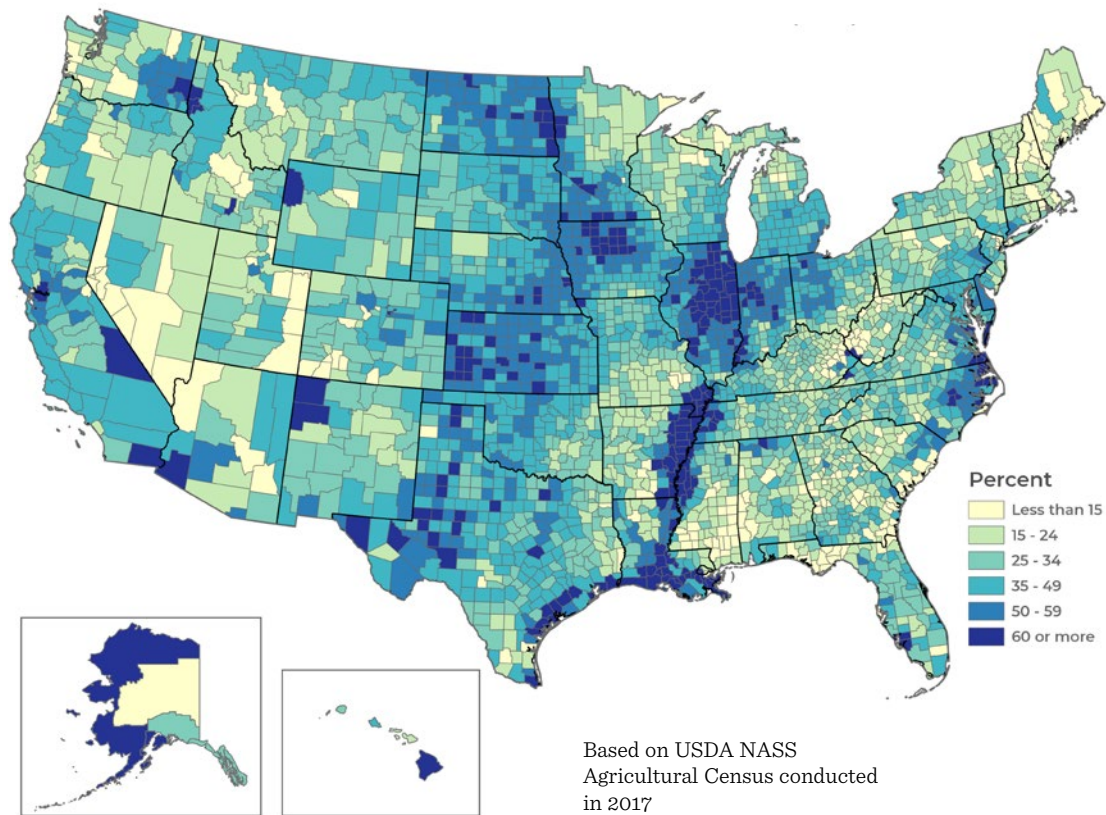 Percent
Less than 15
15 - 24
25 - 34
35 - 49
50 - 59
60 or more
Based on USDA NASS
Agricultural Census conducted
in 2017